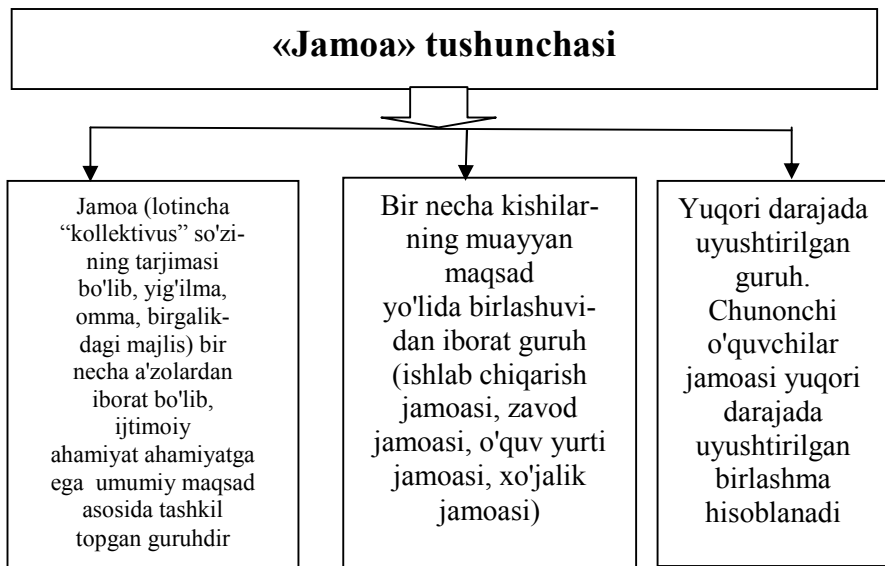 «Jamoa» tushunchasi
Jamoa (lotincha
“kollektivus” so'zi-
ning tarjimasi
bo'lib, yig'ilma,
omma, birgalik-
dagi majlis) bir
necha a'zolardan
iborat bo'lib,
ijtimoiy
ahamiyat ahamiyatga
ega umumiy maqsad
asosida tashkil
topgan guruhdir
Bir necha kishilar-
ning muayyan
maqsad
yo'lida birlashuvi-
dan iborat guruh
(ishlab chiqarish
jamoasi, zavod
jamoasi, o'quv yurti
jamoasi, xo'jalik
jamoasi)
Yuqori darajada
uyushtirilgan
guruh.
Chunonchi
o'quvchilar
jamoasi yuqori
darajada
uyushtirilgan
birlashma
hisoblanadi